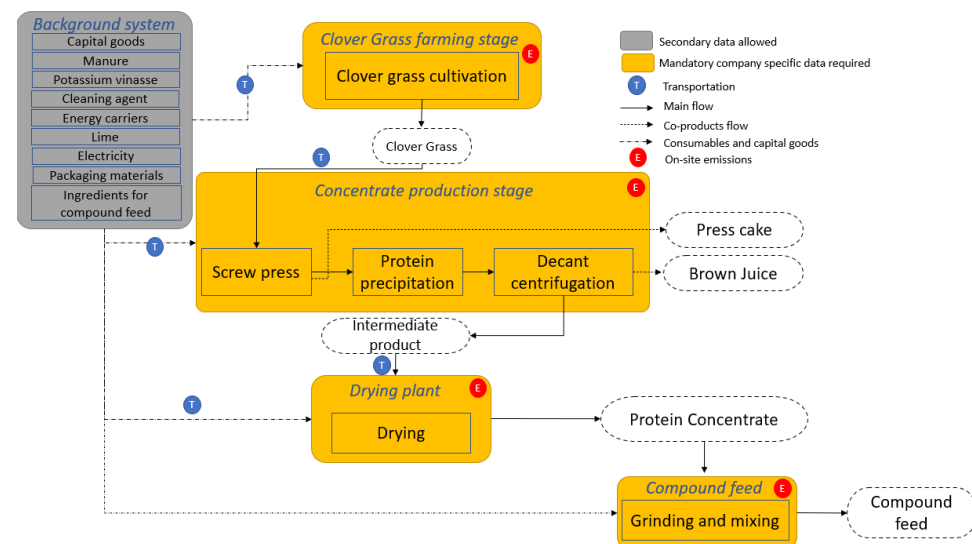 Background system
Capital goods
Manure
Potassium vinasse
Cleaning agent
Energy carriers
Lime
Electricity
Packaging materials
Ingredients for
compound feed
T
Clover Grass farming stage
E
Clover grass cultivation
Secondary data allowed
Mandatory company specific data required
T
Transportation
Main flow
Co-products flow
Consumables and capital goods
E
On-site emissions
Clover Grass
T
Concentrate production stage
E
T
Screw press
Protein
precipitation
Decant
centrifugation
Press cake
Brown Juice
Intermediate
product
T
Drying plant
E
T
Drying
Protein Concentrate
Compound feed
E
Grinding and mixing
Compound
feed